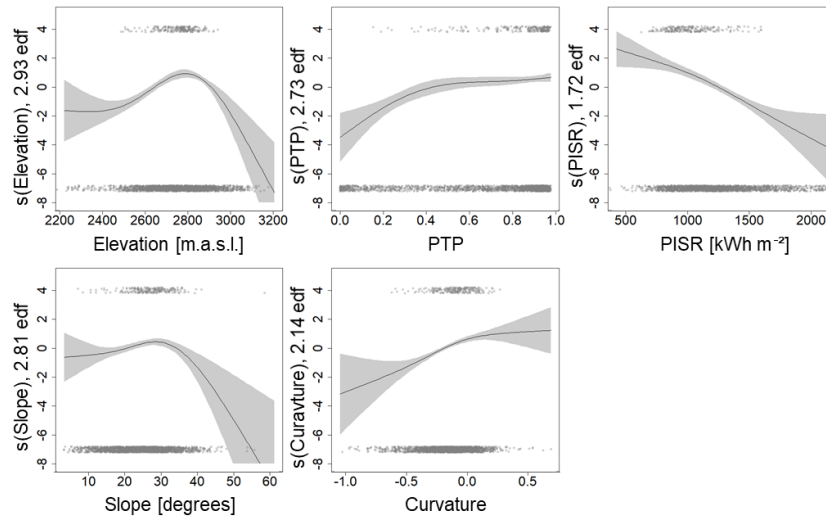 s(Elevation), 2.93 edf
4
2
0
-2
-4
-6
-8
2200 2400 2600 2800 3000 3200
Elevation [m.a.s.l.]
s(PTP), 2.73 edf
4
2
0
-2
-4
-6
-8
0.0 0.2 0.4 0.6 0.8 1.0
PTP
s(PISR), 1.72 edf
4
2
0
-2
-4
-6
-8
500 1000 1500 2000
PISR [kWh m⁻²]
s(Slope), 2.81 edf
4
2
0
-2
-4
-6
-8
10 20 30 40 50 60
Slope [degrees]
s(Curavture), 2.14 edf
4
2
0
-2
-4
-6
-8
-1.0 -0.5 0.0 0.5
Curvature